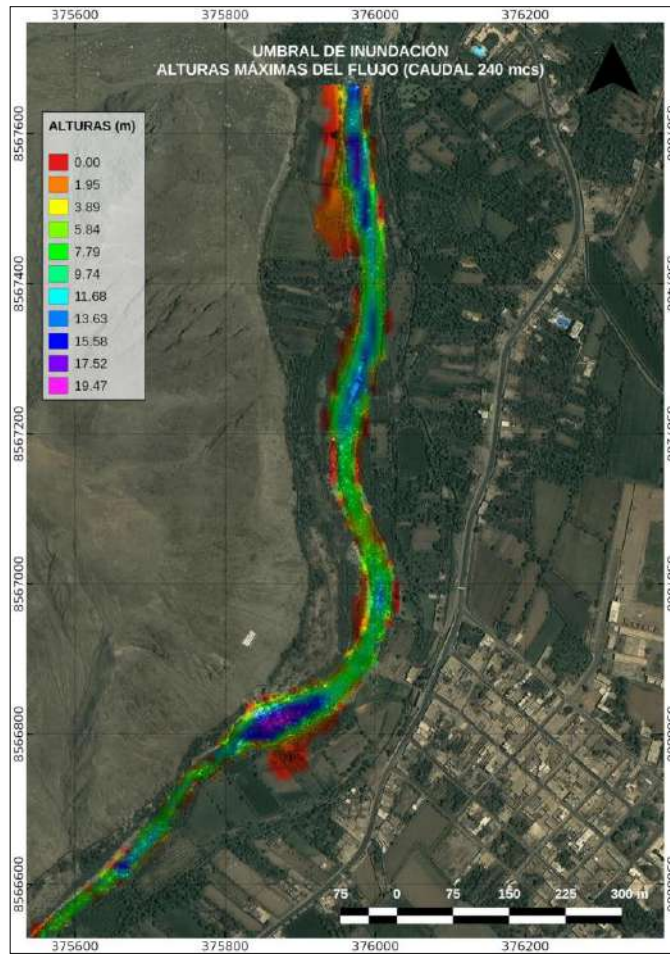 375600 375800 376000 376200
UMBRAL DE INUNDACIÓN
ALTURAS MÁXIMAS DEL FLUJO (CAUDAL 240 mcs)
ALTURAS (m)
0.00
1.95
3.89
5.84
7.79
9.74
11.68
13.63
15.58
17.52
19.47
8567600
8567400
8567200
8567000
8566800
8566600
75 0 75 150 225 300 m
375600 375800 376000 376200